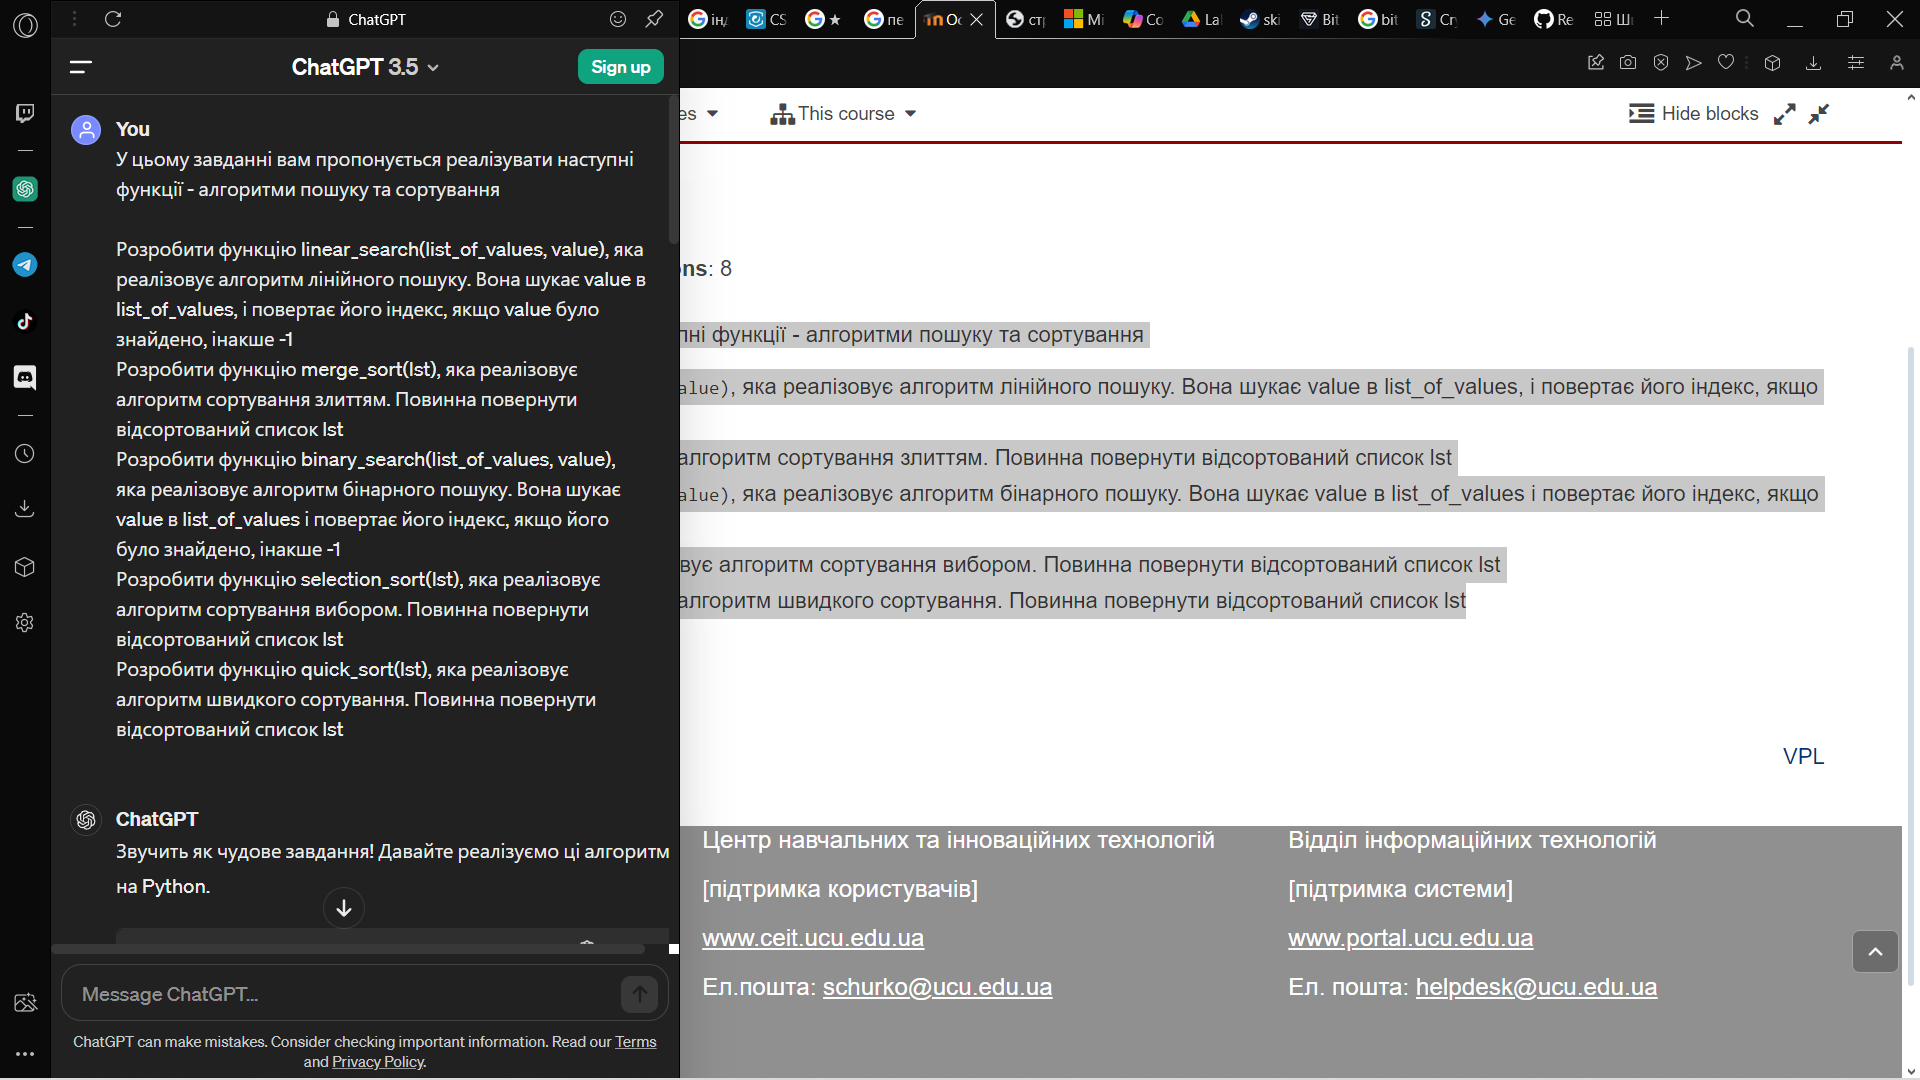 ChatGPT
ChatGPT 3.5
Sign up
You
У цьому завданні вам пропонується реалізувати наступні
функції - алгоритми пошуку та сортування
Розробити функцію linear_search(list_of_values, value), яка
реалізовує алгоритм лінійного пошуку. Вона шукає value в
list_of_values, і повертає його індекс, якщо value було
знайдено, інакше -1
Розробити функцію merge_sort(lst), яка реалізовує
алгоритм сортування злиттям. Повинна повернути
відсортований список lst
Розробити функцію binary_search(list_of_values, value),
яка реалізовує алгоритм бінарного пошуку. Вона шукає
value в list_of_values і повертає його індекс, якщо його
було знайдено, інакше -1
Розробити функцію selection_sort(lst), яка реалізовує
алгоритм сортування вибором. Повинна повернути
відсортований список lst
Розробити функцію quick_sort(lst), яка реалізовує
алгоритм швидкого сортування. Повинна повернути
відсортований список lst
ChatGPT
Звучить як чудове завдання! Давайте реалізуємо ці алгоритм
на Python.
Message ChatGPT...
ChatGPT can make mistakes. Consider checking important information. Read our Terms
and Privacy Policy.
інд CS ★ пе Ос стр Mi Co La ski Bit bit Cry Ge Re Ш
es This course Hide blocks
ons: 8
пні функції - алгоритми пошуку та сортування
alue), яка реалізовує алгоритм лінійного пошуку. Вона шукає value в list_of_values, і повертає його індекс, якщо
алгоритм сортування злиттям. Повинна повернути відсортований список lst
alue), яка реалізовує алгоритм бінарного пошуку. Вона шукає value в list_of_values і повертає його індекс, якщо
вує алгоритм сортування вибором. Повинна повернути відсортований список lst
алгоритм швидкого сортування. Повинна повернути відсортований список lst
VPL
Центр навчальних та інноваційних технологій
[підтримка користувачів]
www.ceit.ucu.edu.ua
Ел.пошта: schurko@ucu.edu.ua
Відділ інформаційних технологій
[підтримка системи]
www.portal.ucu.edu.ua
Ел. пошта: helpdesk@ucu.edu.ua